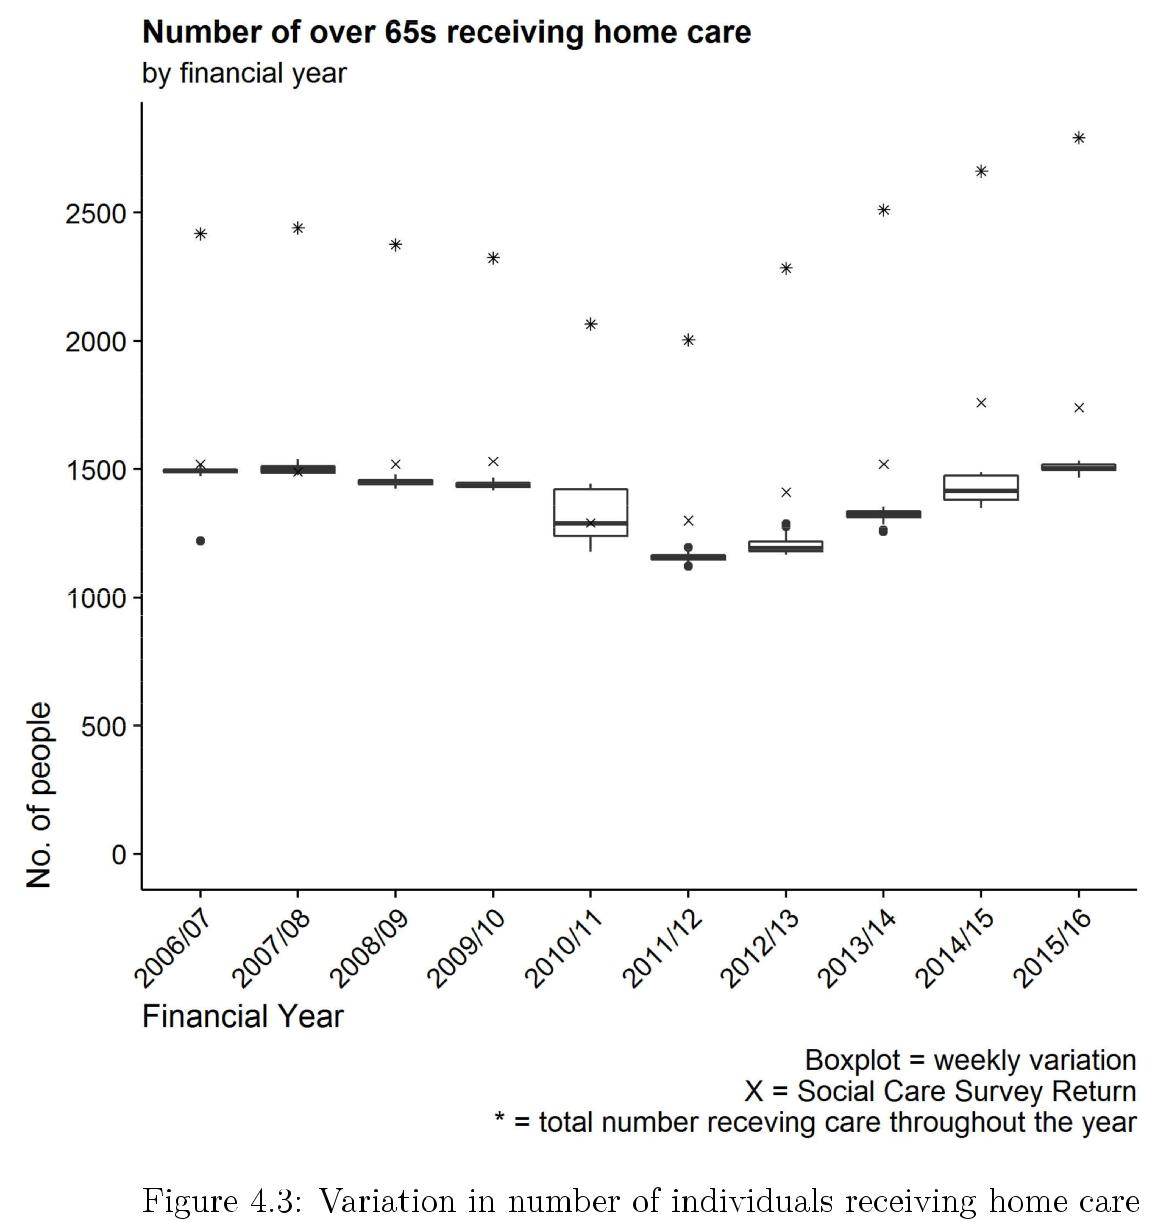 Number of over 65s receiving home care
by financial year
No. of people
2500
2000
1500
1000
500
0
2006/07
2007/08
2008/09
2009/10
2010/11
2011/12
2012/13
2013/14
2014/15
2015/16
Financial Year
Boxplot = weekly variation
X = Social Care Survey Return
* = total number receving care throughout the year
Figure 4.3: Variation in number of individuals receiving home care